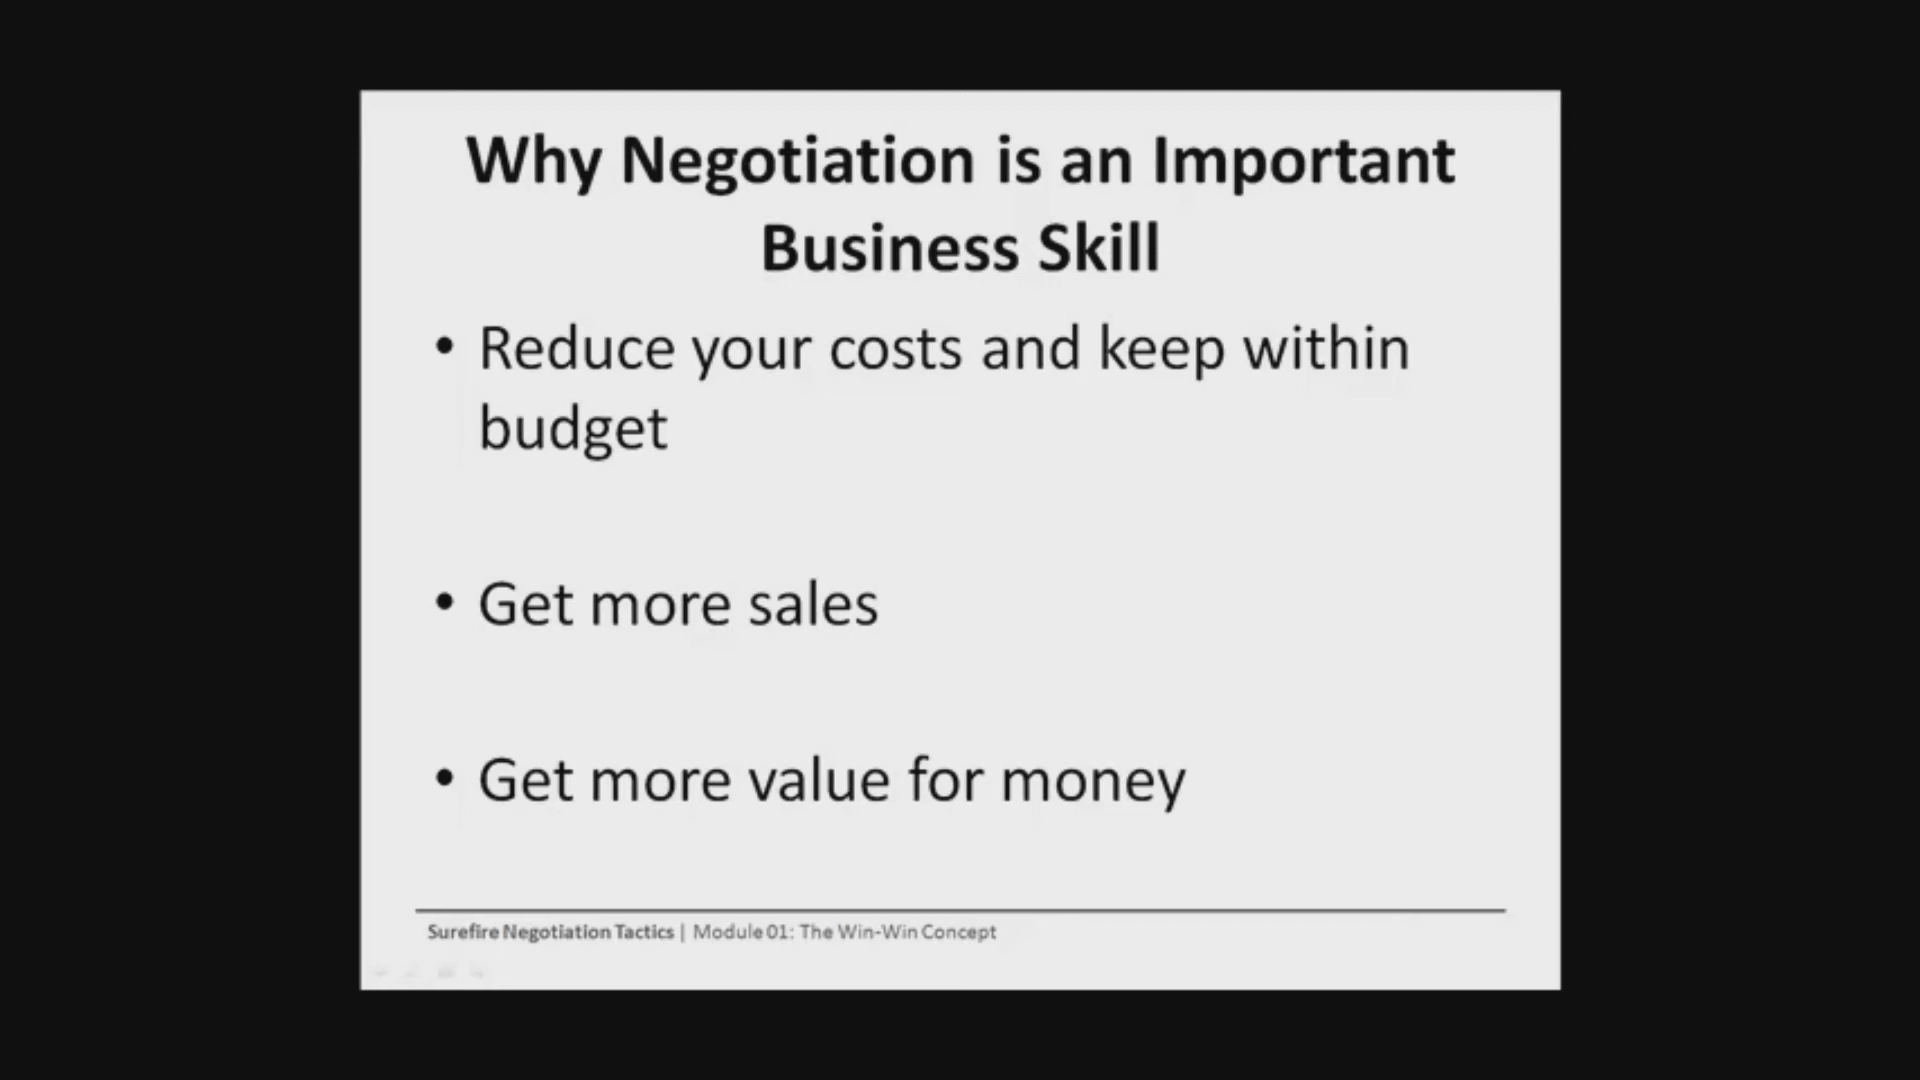 Why Negotiation is an Important
Business Skill
• Reduce your costs and keep within
budget
• Get more sales
• Get more value for money
Surefire Negotiation Tactics | Module 01: The Win-Win Concept